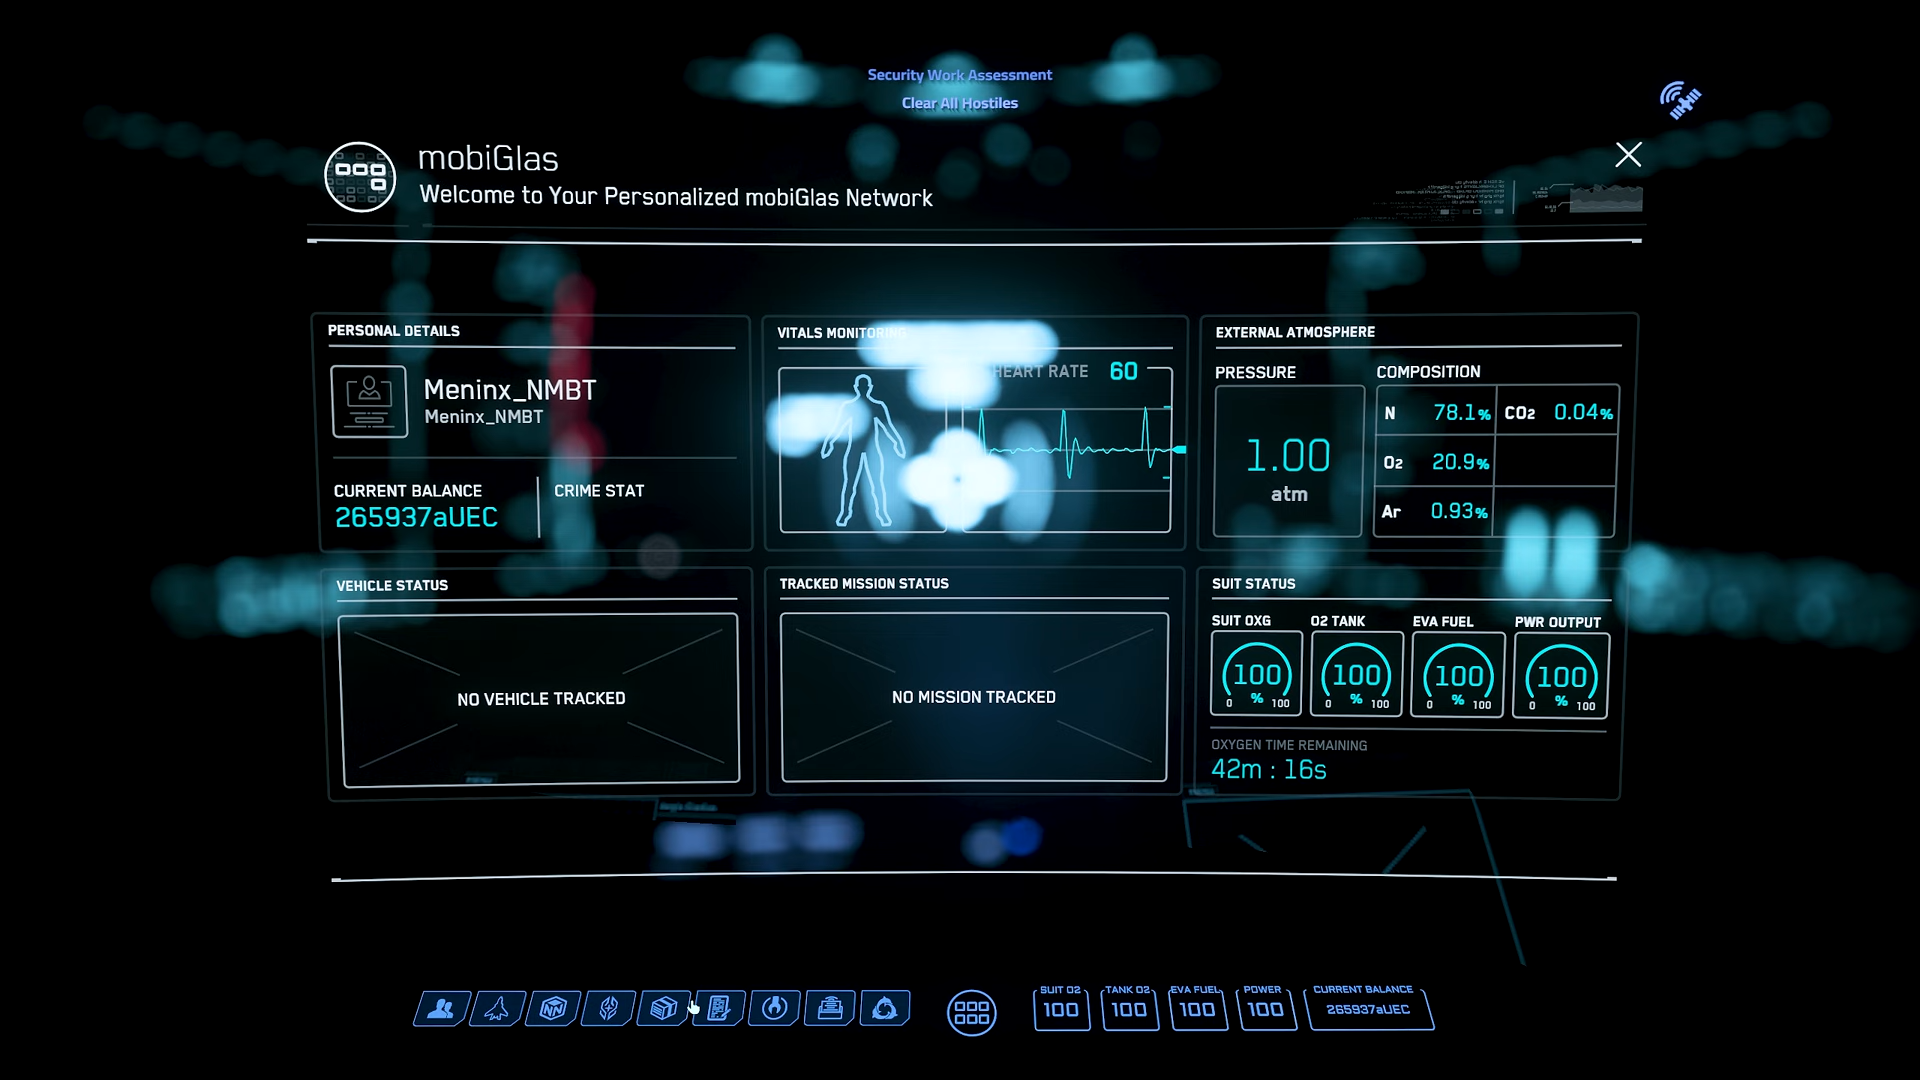 Security Work Assessment
Clear All Hostiles
mobiGlas
Welcome to Your Personalized mobiGlas Network
PERSONAL DETAILS
Meninx_NMBT
Meninx_NMBT
CURRENT BALANCE
265937aUEC
CRIME STAT
VITALS MONITORING
HEART RATE 60
EXTERNAL ATMOSPHERE
PRESSURE
1.00
atm
COMPOSITION
N 78.1% CO2 0.04%
O2 20.9%
Ar 0.93%
VEHICLE STATUS
NO VEHICLE TRACKED
TRACKED MISSION STATUS
NO MISSION TRACKED
SUIT STATUS
SUIT OXG O2 TANK EVA FUEL PWR OUTPUT
100 100 100 100
% % % %
0 100 0 100 0 100 0 100
OXYGEN TIME REMAINING
42m : 16s
SUIT O2 TANK O2 EVA FUEL POWER CURRENT BALANCE
100 100 100 100 265937aUEC